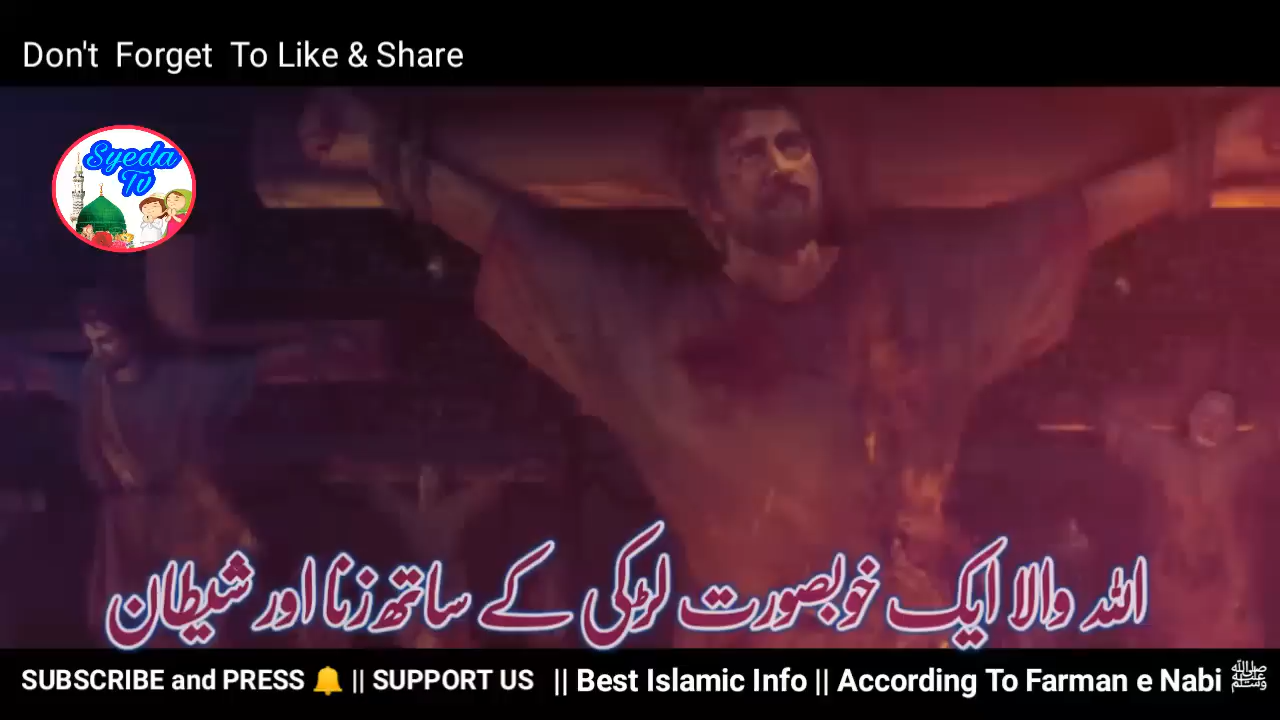 Don't Forget To Like & Share
Syeda
Tv
اللہ والا ایک خوبصورت لڑکی کے ساتھ زنا اور شیطان
SUBSCRIBE and PRESS 🔔 || SUPPORT US || Best Islamic Info || According To Farman e Nabi ﷺ